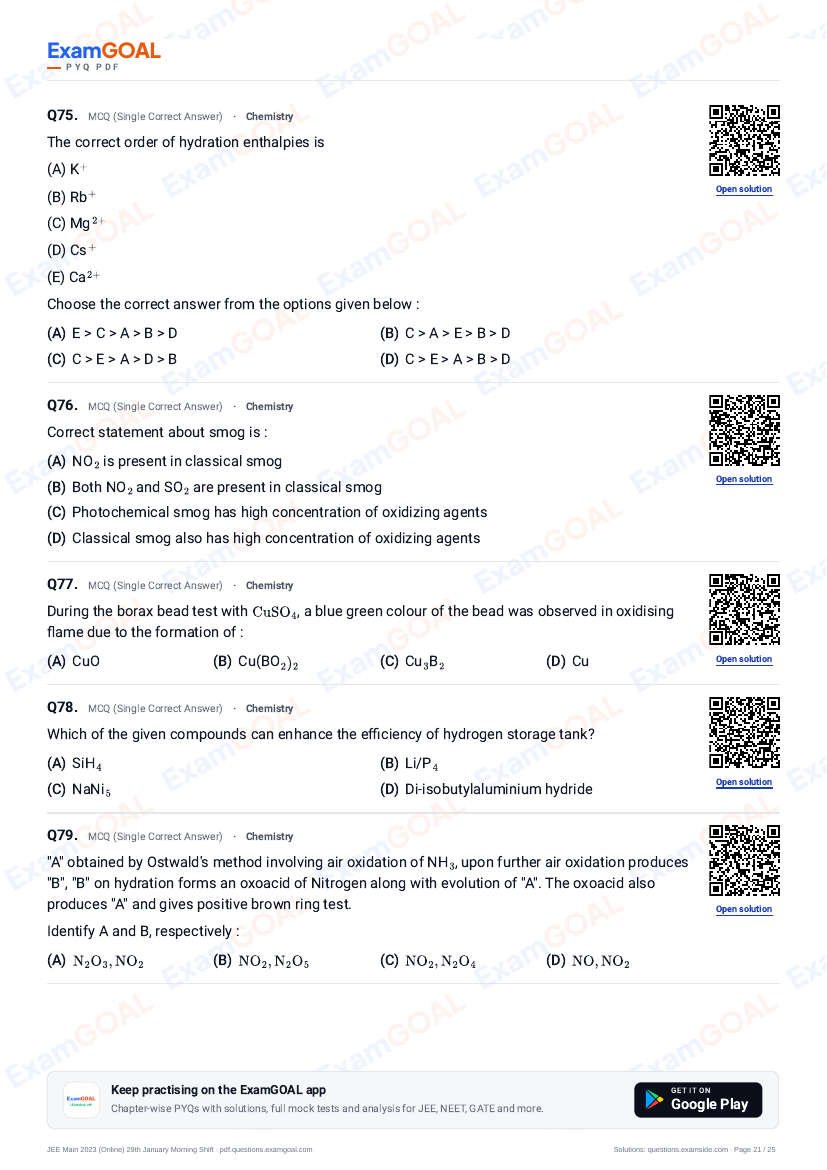 ExamGOAL
PYQ PDF
Q75. MCQ (Single Correct Answer) · Chemistry
The correct order of hydration enthalpies is
(A) K⁺
(B) Rb⁺
(C) Mg²⁺
(D) Cs⁺
(E) Ca²⁺
Choose the correct answer from the options given below :
(A) E > C > A > B > D (B) C > A > E > B > D
(C) C > E > A > D > B (D) C > E > A > B > D
Open solution
Q76. MCQ (Single Correct Answer) · Chemistry
Correct statement about smog is :
(A) NO₂ is present in classical smog
(B) Both NO₂ and SO₂ are present in classical smog
(C) Photochemical smog has high concentration of oxidizing agents
(D) Classical smog also has high concentration of oxidizing agents
Open solution
Q77. MCQ (Single Correct Answer) · Chemistry
During the borax bead test with CuSO₄, a blue green colour of the bead was observed in oxidising
flame due to the formation of :
(A) CuO (B) Cu(BO₂)₂ (C) Cu₃B₂ (D) Cu
Open solution
Q78. MCQ (Single Correct Answer) · Chemistry
Which of the given compounds can enhance the efficiency of hydrogen storage tank?
(A) SiH₄ (B) Li/P₄
(C) NaNi₅ (D) Di-isobutylaluminium hydride
Open solution
Q79. MCQ (Single Correct Answer) · Chemistry
"A" obtained by Ostwald's method involving air oxidation of NH₃, upon further air oxidation produces
"B", "B" on hydration forms an oxoacid of Nitrogen along with evolution of "A". The oxoacid also
produces "A" and gives positive brown ring test.
Identify A and B, respectively :
(A) N₂O₃, NO₂ (B) NO₂, N₂O₅ (C) NO₂, N₂O₄ (D) NO, NO₂
Open solution
ExamGOAL
Keep practising on the ExamGOAL app
Chapter-wise PYQs with solutions, full mock tests and analysis for JEE, NEET, GATE and more.
GET IT ON
Google Play
JEE Main 2023 (Online) 29th January Morning Shift · pdf.questions.examgoal.com Solutions: questions.examside.com · Page 21 / 25